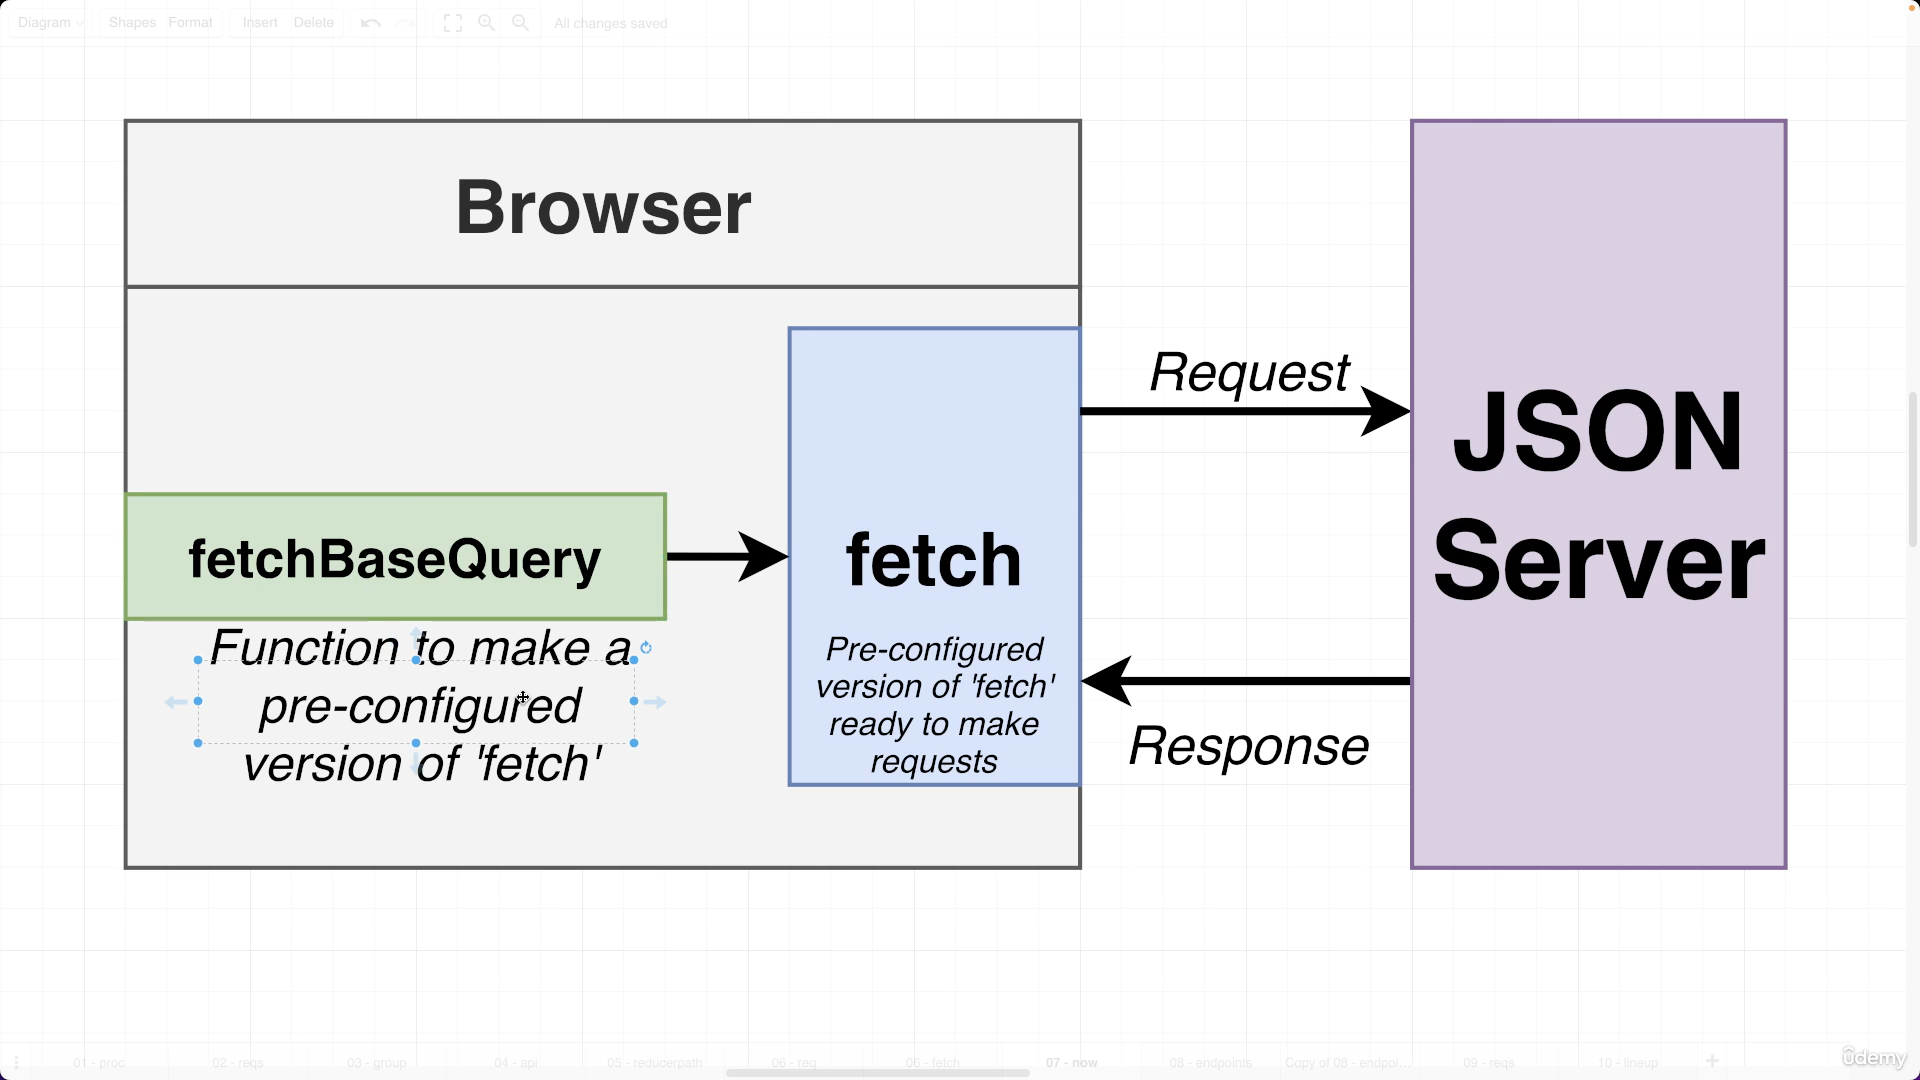 Diagram
Shapes Format
Insert Delete
All changes saved
Browser
fetchBaseQuery
Function to make a
pre-configured
version of 'fetch'
fetch
Pre-configured
version of 'fetch'
ready to make
requests
Request
Response
JSON
Server
01 - proc
02 - reqs
03 - group
04 - api
05 - reducerpath
06 - req
06 - fetch
07 - now
08 - endpoints
Copy of 08 - endpoi...
09 - reqs
10 - lineup
ûdemy